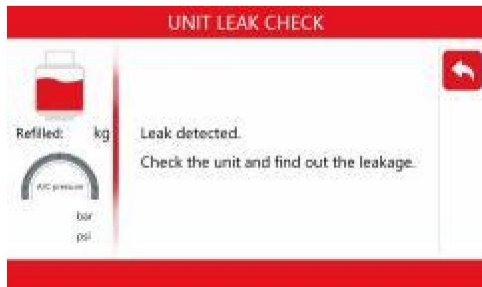 UNIT LEAK CHECK
Refilled: kg
Leak detected.
Check the unit and find out the leakage.
A/C pressure
bar
psi